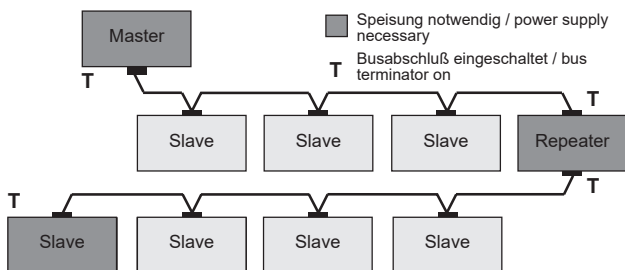 Master
Speisung notwendig / power supply
necessary
T
T
Busabschluß eingeschaltet / bus
terminator on
T
Slave
Slave
Slave
Repeater
T
T
Slave
Slave
Slave
Slave